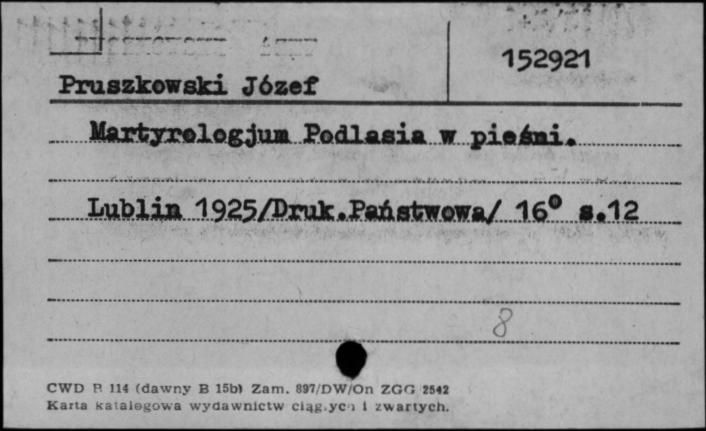 152921
Pruszkowski Józef
Martyrologjum Podlasia w pieśni.
Lublin 1925/Druk.Państwowa/ 16° s.12
8
CWD B 114 (dawny B 15b) Zam. 897/DW/On ZGG 2542
Karta katalogowa wydawnictw ciągłych i zwartych.